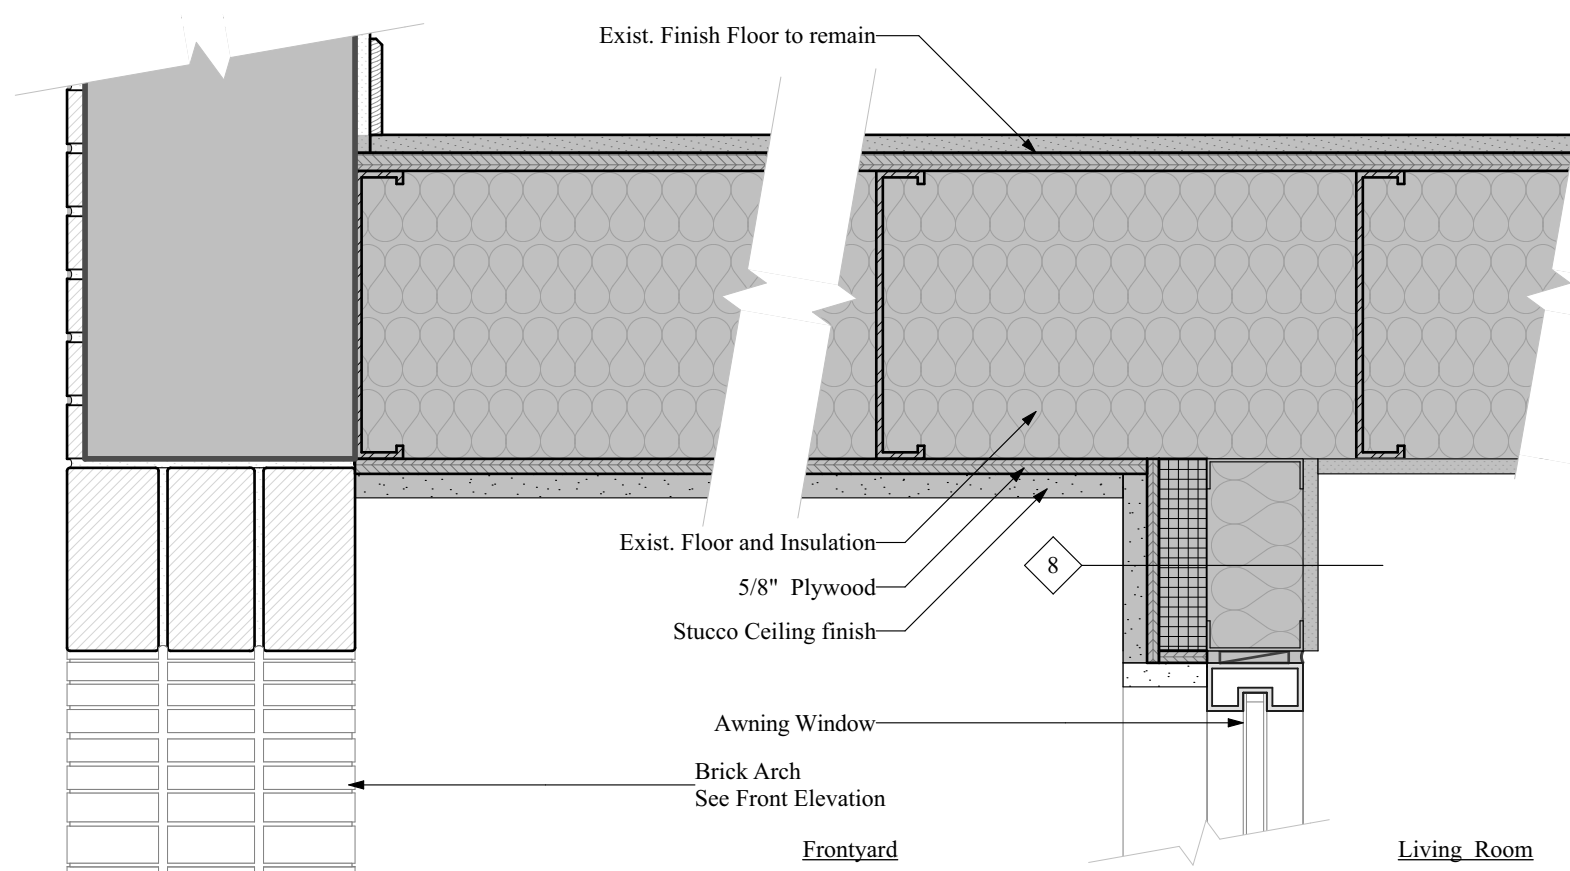 Exist. Finish Floor to remain
Exist. Floor and Insulation
8
5/8" Plywood
Stucco Ceiling finish
Awning Window
Brick Arch
See Front Elevation
Frontyard
Living Room